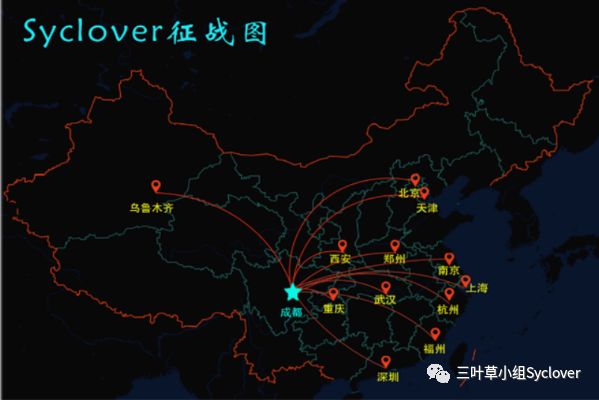 Syclover征战图
北京
天津
乌鲁木齐
西安
郑州
南京
上海
成都
重庆
武汉
杭州
福州
深圳
三叶草小组Syclover